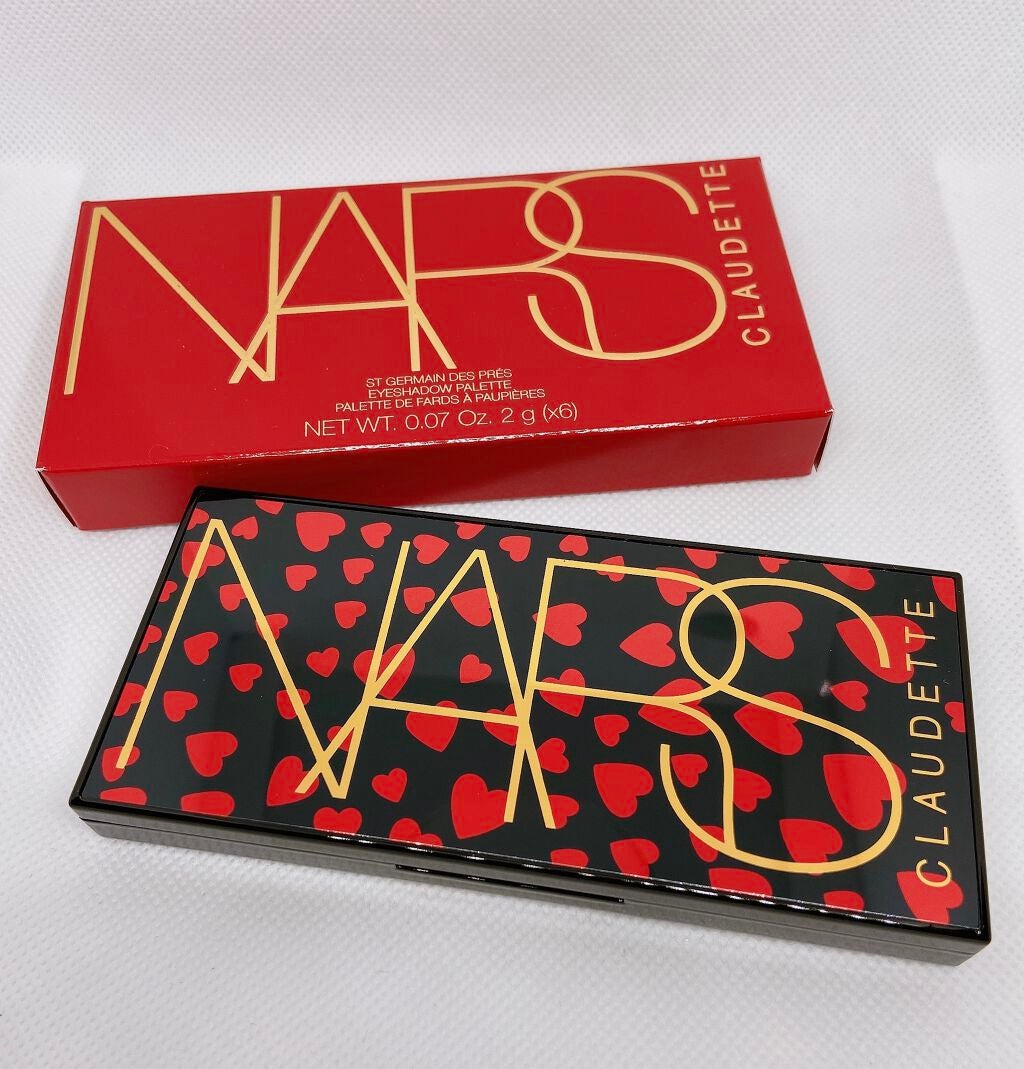 NARS
CLAUDETTE
ST GERMAIN DES PRÉS
EYESHADOW PALETTE
PALETTE DE FARDS À PAUPIÈRES
NET WT. 0.07 Oz. 2 g (x6)
NARS
CLAUDETTE